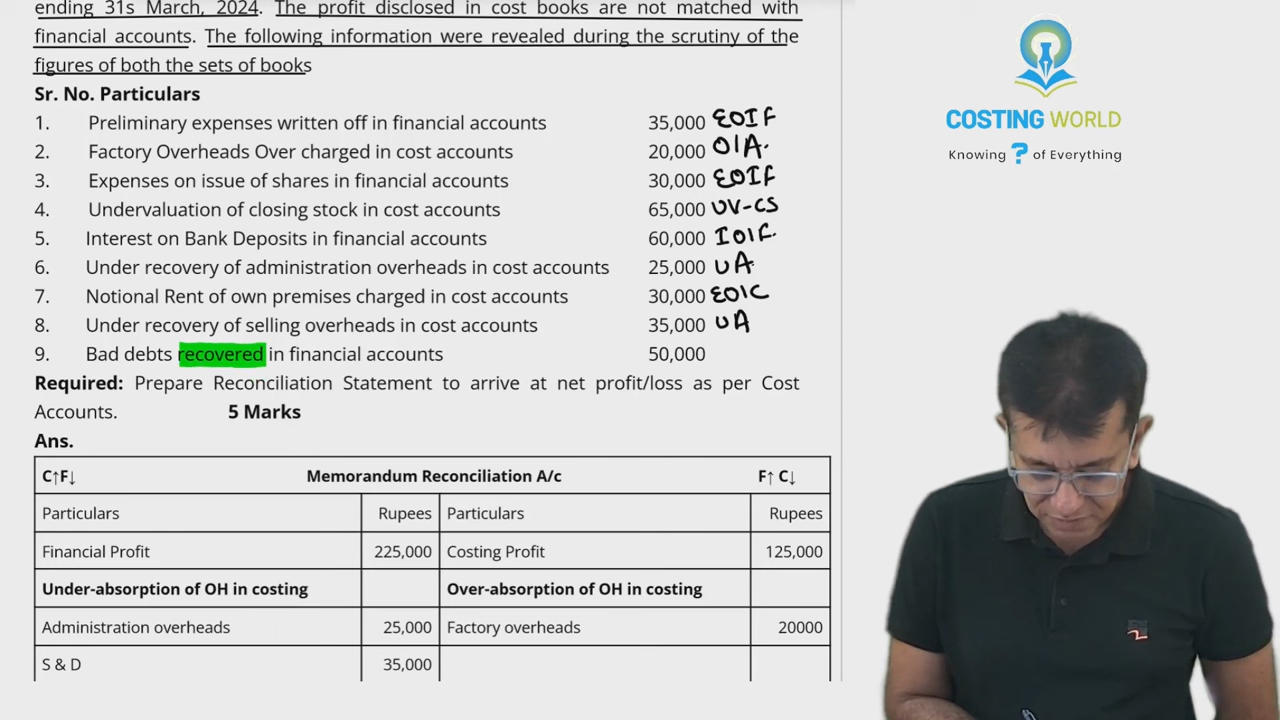 ending 31s March, 2024. The profit disclosed in cost books are not matched with
financial accounts. The following information were revealed during the scrutiny of the
figures of both the sets of books
Sr. No. Particulars
1. Preliminary expenses written off in financial accounts 35,000 EOIF
2. Factory Overheads Over charged in cost accounts 20,000 O/A.
3. Expenses on issue of shares in financial accounts 30,000 EOIF
4. Undervaluation of closing stock in cost accounts 65,000 UV-CS
5. Interest on Bank Deposits in financial accounts 60,000 IOIF.
6. Under recovery of administration overheads in cost accounts 25,000 UA
7. Notional Rent of own premises charged in cost accounts 30,000 EOIC
8. Under recovery of selling overheads in cost accounts 35,000 UA
9. Bad debts recovered in financial accounts 50,000
Required: Prepare Reconciliation Statement to arrive at net profit/loss as per Cost
Accounts. 5 Marks
Ans.
C↑F↓ Memorandum Reconciliation A/c F↑ C↓
Particulars Rupees Particulars Rupees
Financial Profit 225,000 Costing Profit 125,000
Under-absorption of OH in costing Over-absorption of OH in costing
Administration overheads 25,000 Factory overheads 20000
S & D 35,000
COSTING WORLD
Knowing ? of Everything